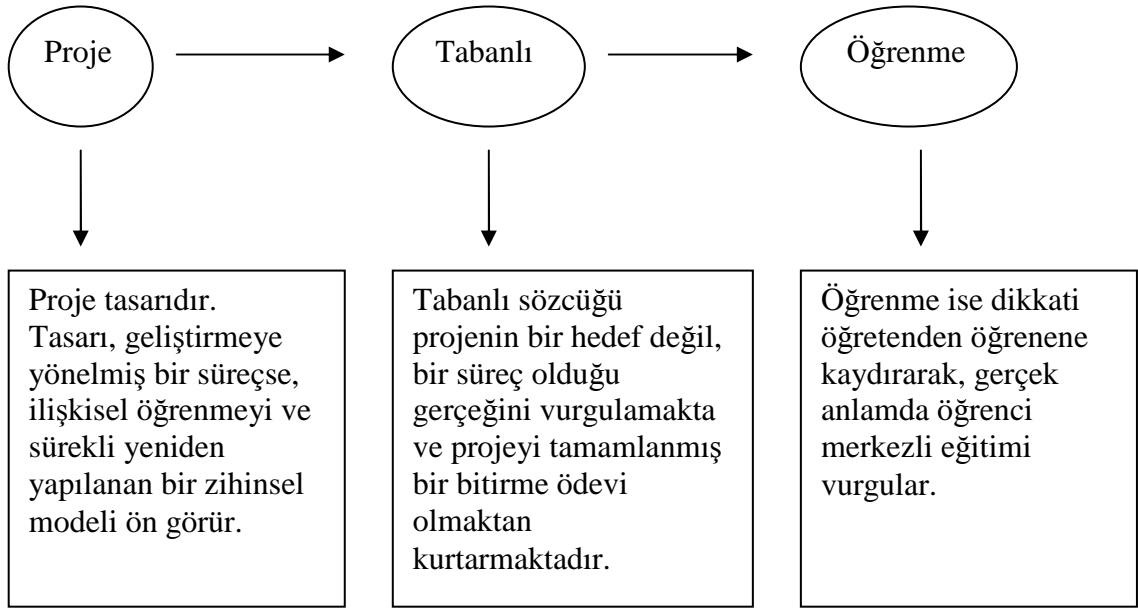 Proje
Tabanlı
Öğrenme
Proje tasarıdır.
Tasarı, geliştirmeye
yönelmiş bir süreçse,
ilişkisel öğrenmeyi ve
sürekli yeniden
yapılanan bir zihinsel
modeli ön görür.
Tabanlı sözcüğü
projenin bir hedef değil,
bir süreç olduğu
gerçeğini vurgulamakta
ve projeyi tamamlanmış
bir bitirme ödevi
olmaktan
kurtarmaktadır.
Öğrenme ise dikkati
öğretenden öğrenene
kaydırarak, gerçek
anlamda öğrenci
merkezli eğitimi
vurgular.